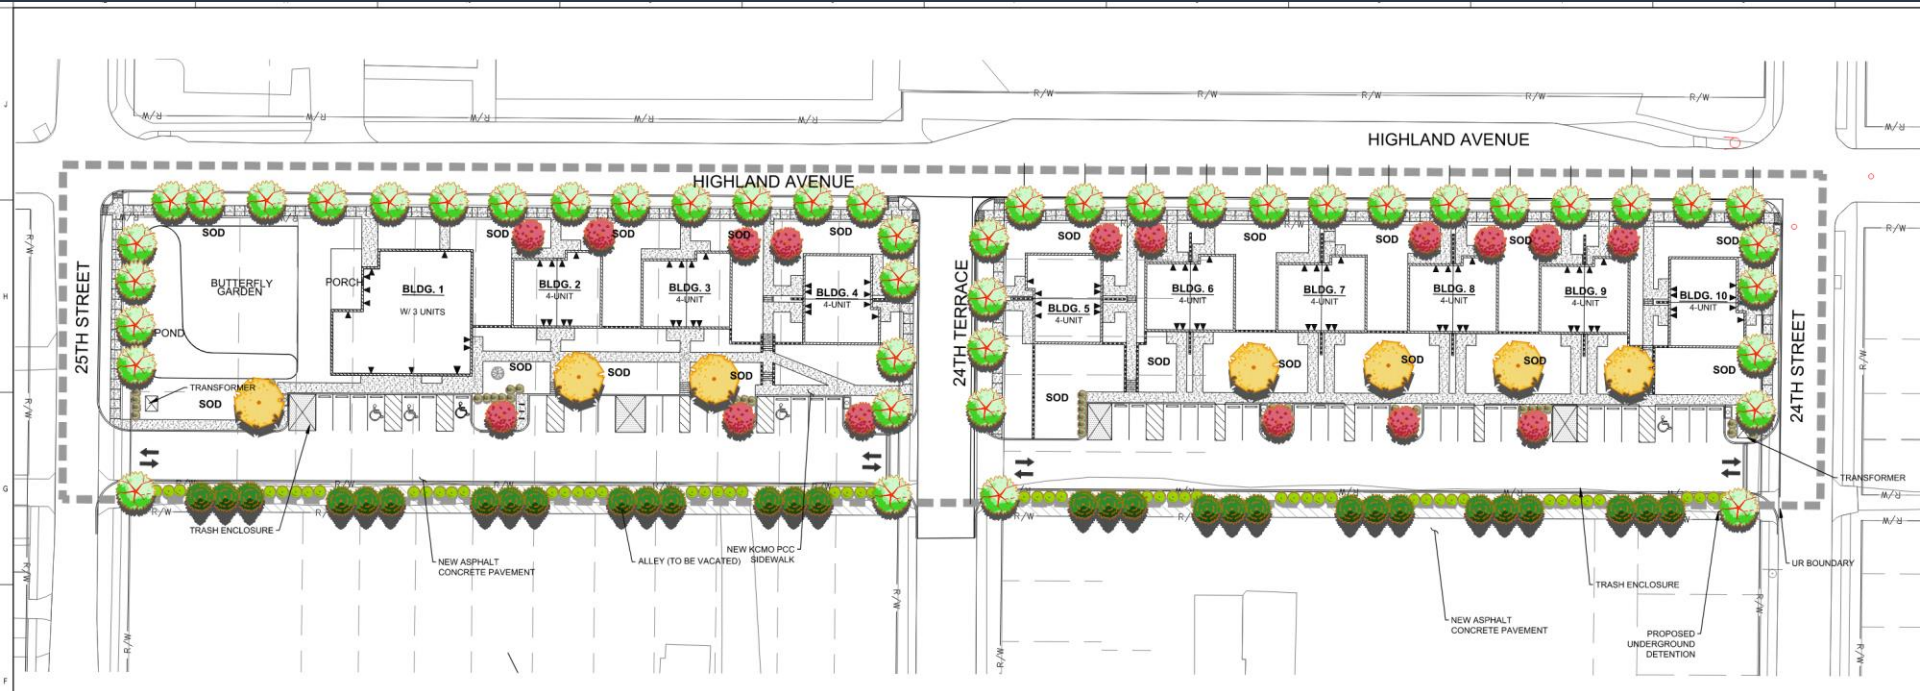 HIGHLAND AVENUE
HIGHLAND AVENUE
25TH STREET
24TH TERRACE
24TH STREET
R/W
R/W
R/W
R/W
R/W
R/W
R/W
R/W
R/W
R/W
R/W
R/W
J
H
G
F
SOD
SOD
SOD
SOD
SOD
SOD
SOD
SOD
SOD
SOD
BUTTERFLY
GARDEN
PORCH
POND
BLDG. 1
W/ 3 UNITS
BLDG. 2
4-UNIT
BLDG. 3
4-UNIT
BLDG. 4
4-UNIT
BLDG. 5
4-UNIT
BLDG. 6
4-UNIT
BLDG. 7
4-UNIT
BLDG. 8
4-UNIT
BLDG. 9
4-UNIT
BLDG. 10
4-UNIT
TRANSFORMER
SOD
SOD
SOD
SOD
SOD
SOD
SOD
SOD
SOD
TRANSFORMER
R/W
R/W
R/W
R/W
R/W
R/W
TRASH ENCLOSURE
NEW ASPHALT
CONCRETE PAVEMENT
ALLEY (TO BE VACATED)
NEW KCMO PCC
SIDEWALK
UR BOUNDARY
TRASH ENCLOSURE
NEW ASPHALT
CONCRETE PAVEMENT
PROPOSED
UNDERGROUND
DETENTION
R/W
R/W
R/W
R/W
R/W